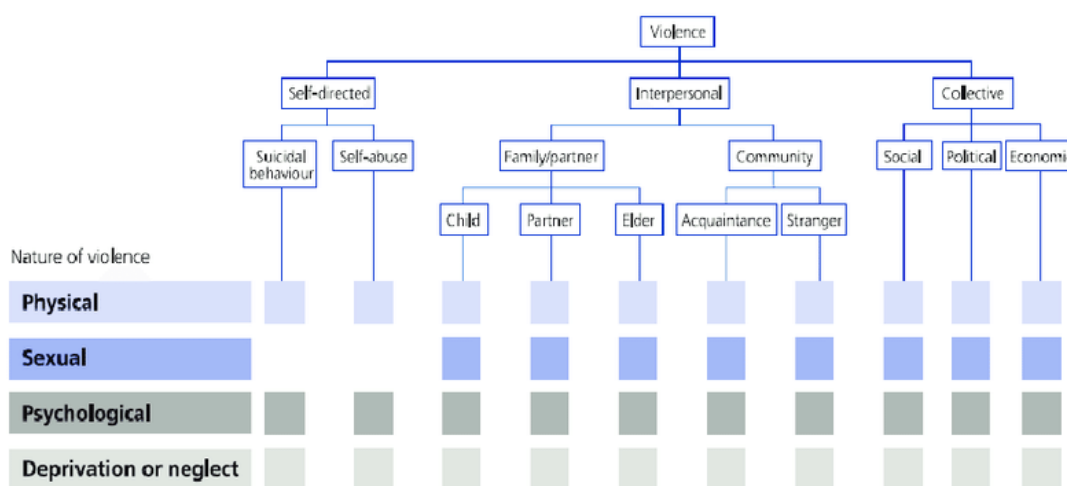 Violence
Self-directed
Interpersonal
Collective
Suicidal
behaviour
Self-abuse
Family/partner
Community
Social
Political
Economic
Child
Partner
Elder
Acquaintance
Stranger
Nature of violence
Physical
Sexual
Psychological
Deprivation or neglect